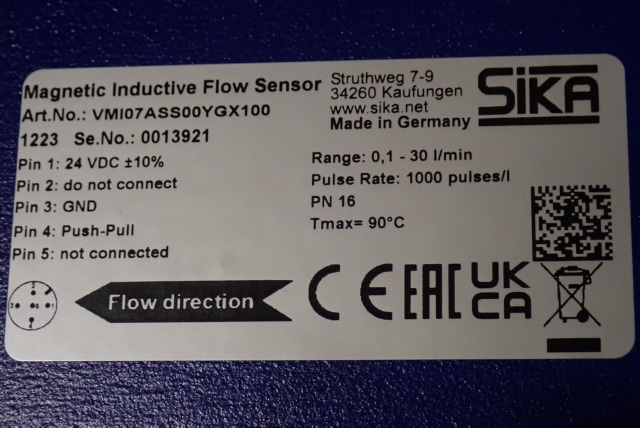 Magnetic Inductive Flow Sensor
Art.No.: VMI07ASS00YGX100
1223 Se.No.: 0013921
Pin 1: 24 VDC ±10%
Pin 2: do not connect
Pin 3: GND
Pin 4: Push-Pull
Pin 5: not connected
Struthweg 7-9
34260 Kaufungen
www.sika.net
Made in Germany
SiKA
Range: 0,1 - 30 l/min
Pulse Rate: 1000 pulses/l
PN 16
Tmax= 90°C
Flow direction
CE EAC UK
CA